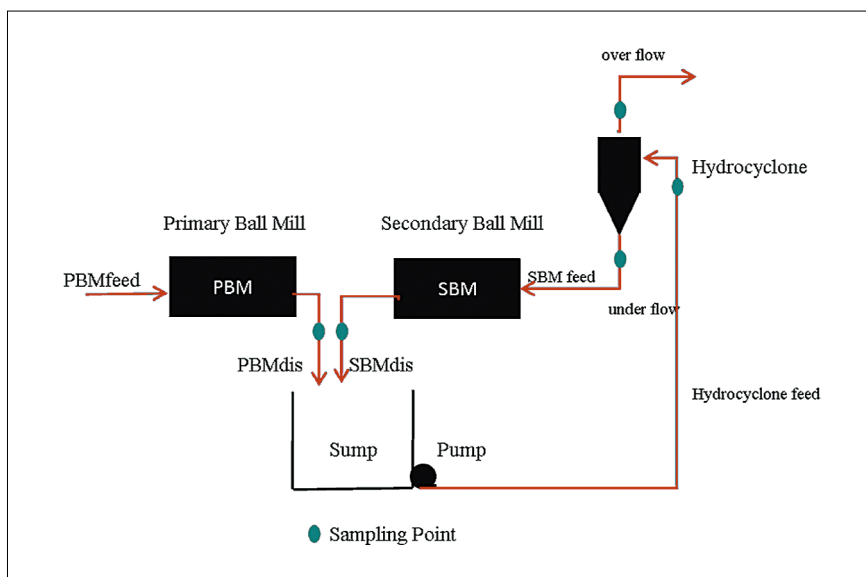 over flow
Hydrocyclone
Primary Ball Mill
Secondary Ball Mill
PBMfeed
PBM
SBM
SBM feed
under flow
PBMdis
SBMdis
Hydrocyclone feed
Sump
Pump
Sampling Point